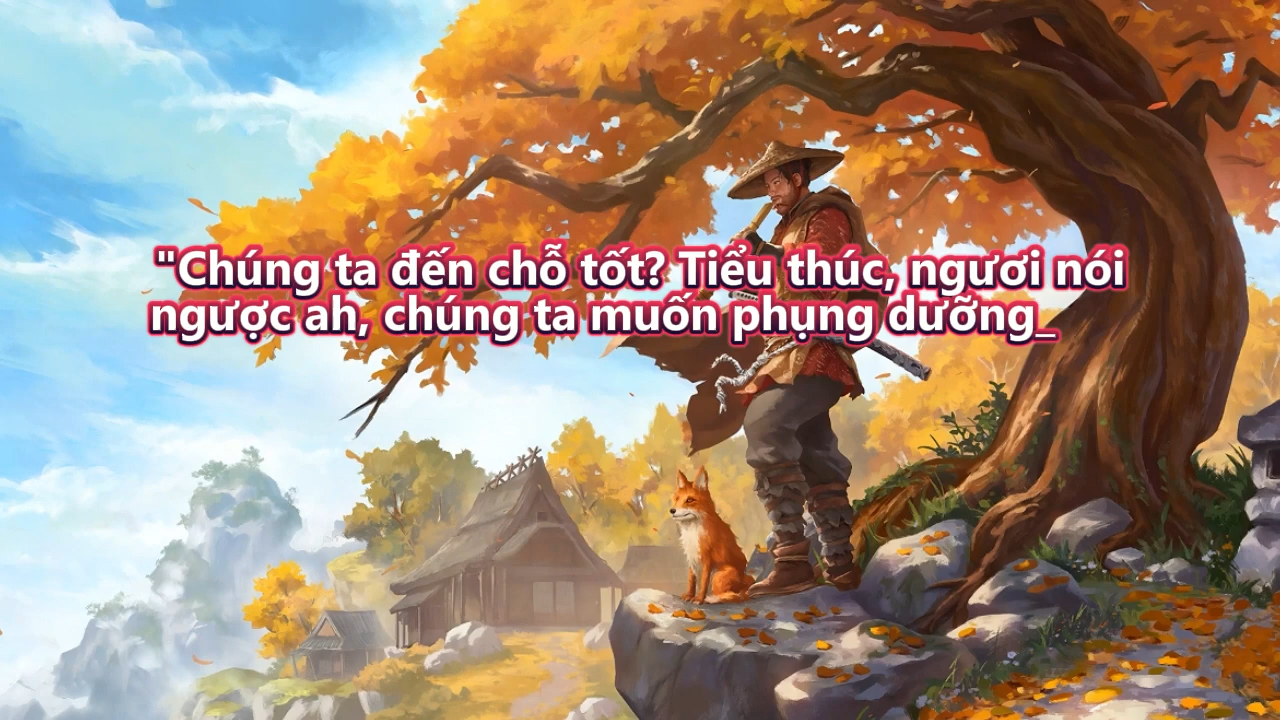 "Chúng ta đến chỗ tốt? Tiểu thúc, ngươi nói
ngược ah, chúng ta muốn phụng dưỡng_